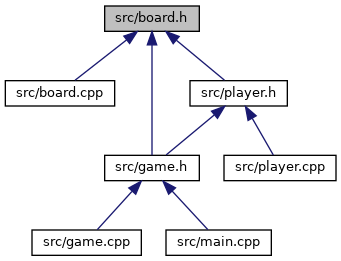 src/board.h
src/board.cpp
src/player.h
src/game.h
src/player.cpp
src/game.cpp
src/main.cpp